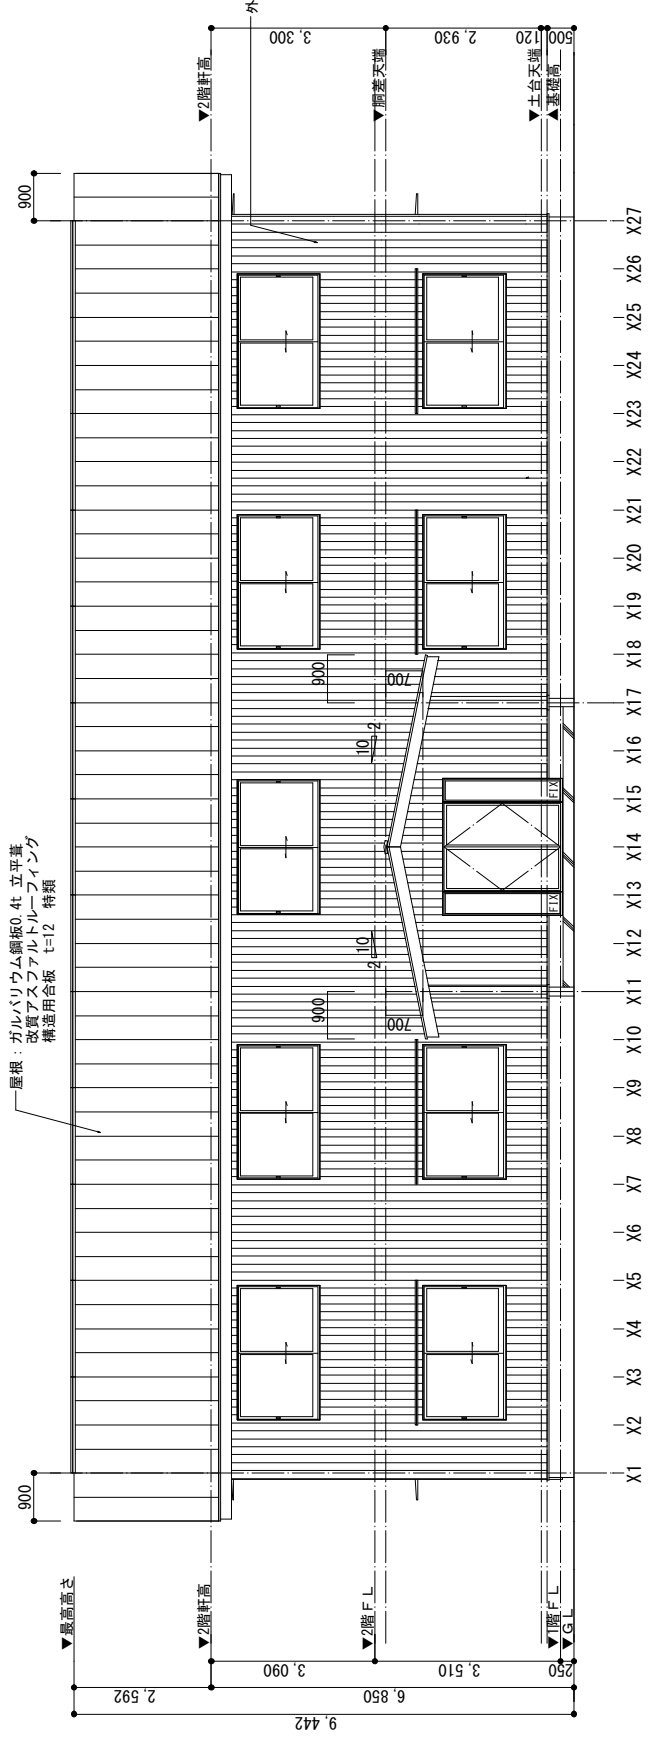 屋根：ガルバリウム鋼板0.4t 立平葺
改質アスファルトルーフィング
構造用合板 t=12 特類
外
900
900
▼最高高さ
▼2階軒高
▼2階ＦＬ
▼1階ＦＬ
▼ＧＬ
2,592
3,090
3,510
250
6,850
9,442
▼2階軒高
▼胴差天端
▼土台天端
▲基礎高
3,300
2,930
120
500
900
900
700
700
10
2
10
2
FIX
FIX
X1
X2
X3
X4
X5
X6
X7
X8
X9
X10
X11
X12
X13
X14
X15
X16
X17
X18
X19
X20
X21
X22
X23
X24
X25
X26
X27